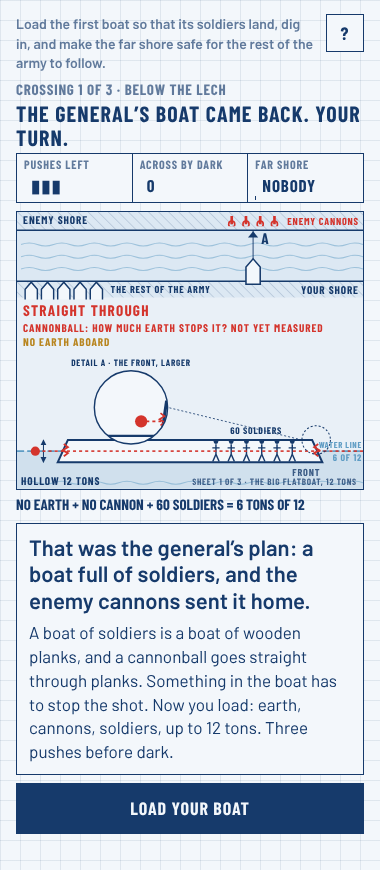 Load the first boat so that its soldiers land, dig
in, and make the far shore safe for the rest of the
army to follow.
?
CROSSING 1 OF 3 · BELOW THE LECH
THE GENERAL'S BOAT CAME BACK. YOUR
TURN.
PUSHES LEFT
ACROSS BY DARK
0
FAR SHORE
NOBODY
ENEMY SHORE
ENEMY CANNONS
A
THE REST OF THE ARMY
YOUR SHORE
STRAIGHT THROUGH
CANNONBALL: HOW MUCH EARTH STOPS IT? NOT YET MEASURED
NO EARTH ABOARD
DETAIL A · THE FRONT, LARGER
60 SOLDIERS
WATER LINE
6 OF 12
FRONT
HOLLOW 12 TONS
SHEET 1 OF 3 · THE BIG FLATBOAT, 12 TONS
NO EARTH + NO CANNON + 60 SOLDIERS = 6 TONS OF 12
That was the general's plan: a
boat full of soldiers, and the
enemy cannons sent it home.
A boat of soldiers is a boat of wooden
planks, and a cannonball goes straight
through planks. Something in the boat has
to stop the shot. Now you load: earth,
cannons, soldiers, up to 12 tons. Three
pushes before dark.
LOAD YOUR BOAT